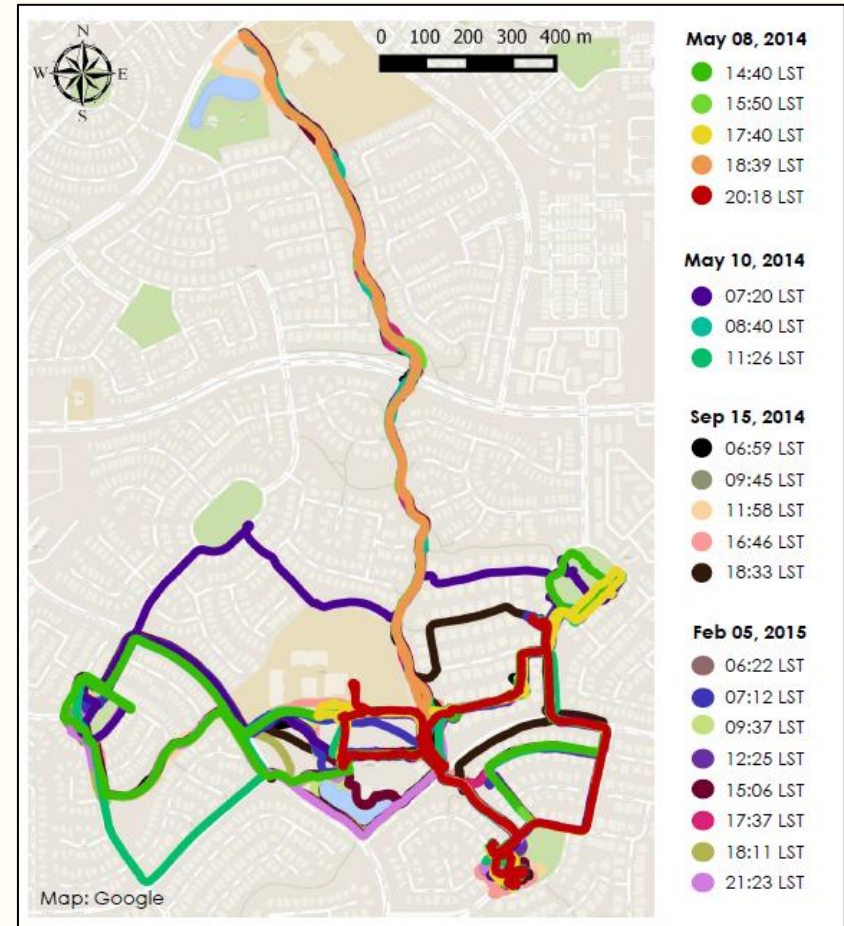 N
W E
S
0 100 200 300 400 m
May 08, 2014
14:40 LST
15:50 LST
17:40 LST
18:39 LST
20:18 LST
May 10, 2014
07:20 LST
08:40 LST
11:26 LST
Sep 15, 2014
06:59 LST
09:45 LST
11:58 LST
16:46 LST
18:33 LST
Feb 05, 2015
06:22 LST
07:12 LST
09:37 LST
12:25 LST
15:06 LST
17:37 LST
18:11 LST
21:23 LST
Map: Google